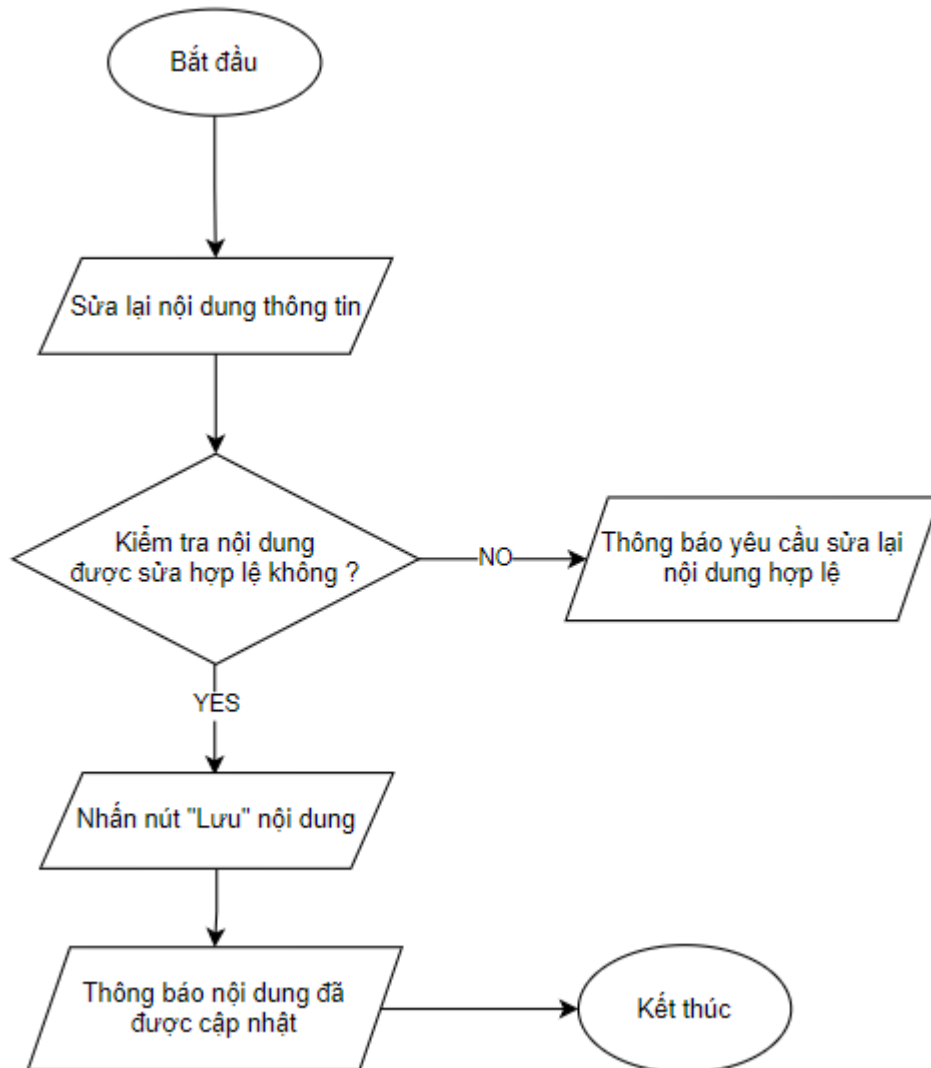 Bắt đầu
Sửa lại nội dung thông tin
Kiểm tra nội dung
được sửa hợp lệ không ?
NO
Thông báo yêu cầu sửa lại
nội dung hợp lệ
YES
Nhấn nút "Lưu" nội dung
Thông báo nội dung đã
được cập nhật
Kết thúc